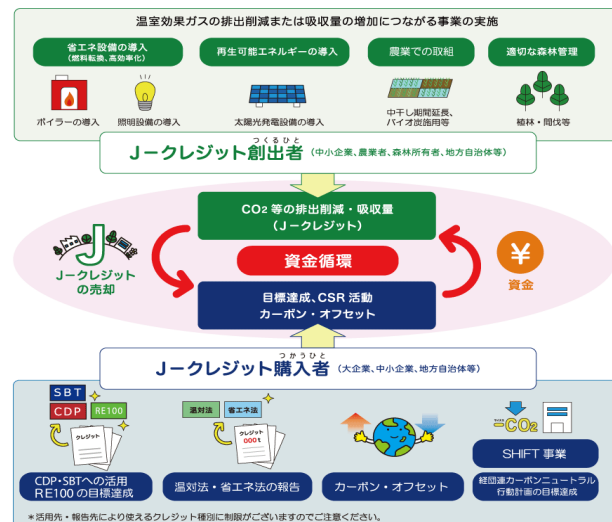 温室効果ガスの排出削減または吸収量の増加につながる事業の実施
省エネ設備の導入
(燃料転換、高効率化)
再生可能エネルギーの導入
農業での取組
適切な森林管理
ボイラーの導入
照明設備の導入
太陽光発電設備の導入
中干し期間延長、
バイオ炭施用等
植林・間伐等
つくるひと
J-クレジット創出者(中小企業、農業者、森林所有者、地方自治体等)
CO2 等の排出削減・吸収量
(J-クレジット)
J
J-クレジット
の売却
資金循環
¥
資金
目標達成、CSR 活動
カーボン・オフセット
つかうひと
J-クレジット購入者(大企業、中小企業、地方自治体等)
SBT
CDP
RE100
クレジット
温対法
省エネ法
クレジット
000t
-CO2
CDP・SBTへの活用
RE100の目標達成
温対法・省エネ法の報告
カーボン・オフセット
SHIFT 事業
経団連カーボンニュートラル
行動計画の目標達成
*活用先・報告先により使えるクレジット種別に制限がございますのでご注意ください。